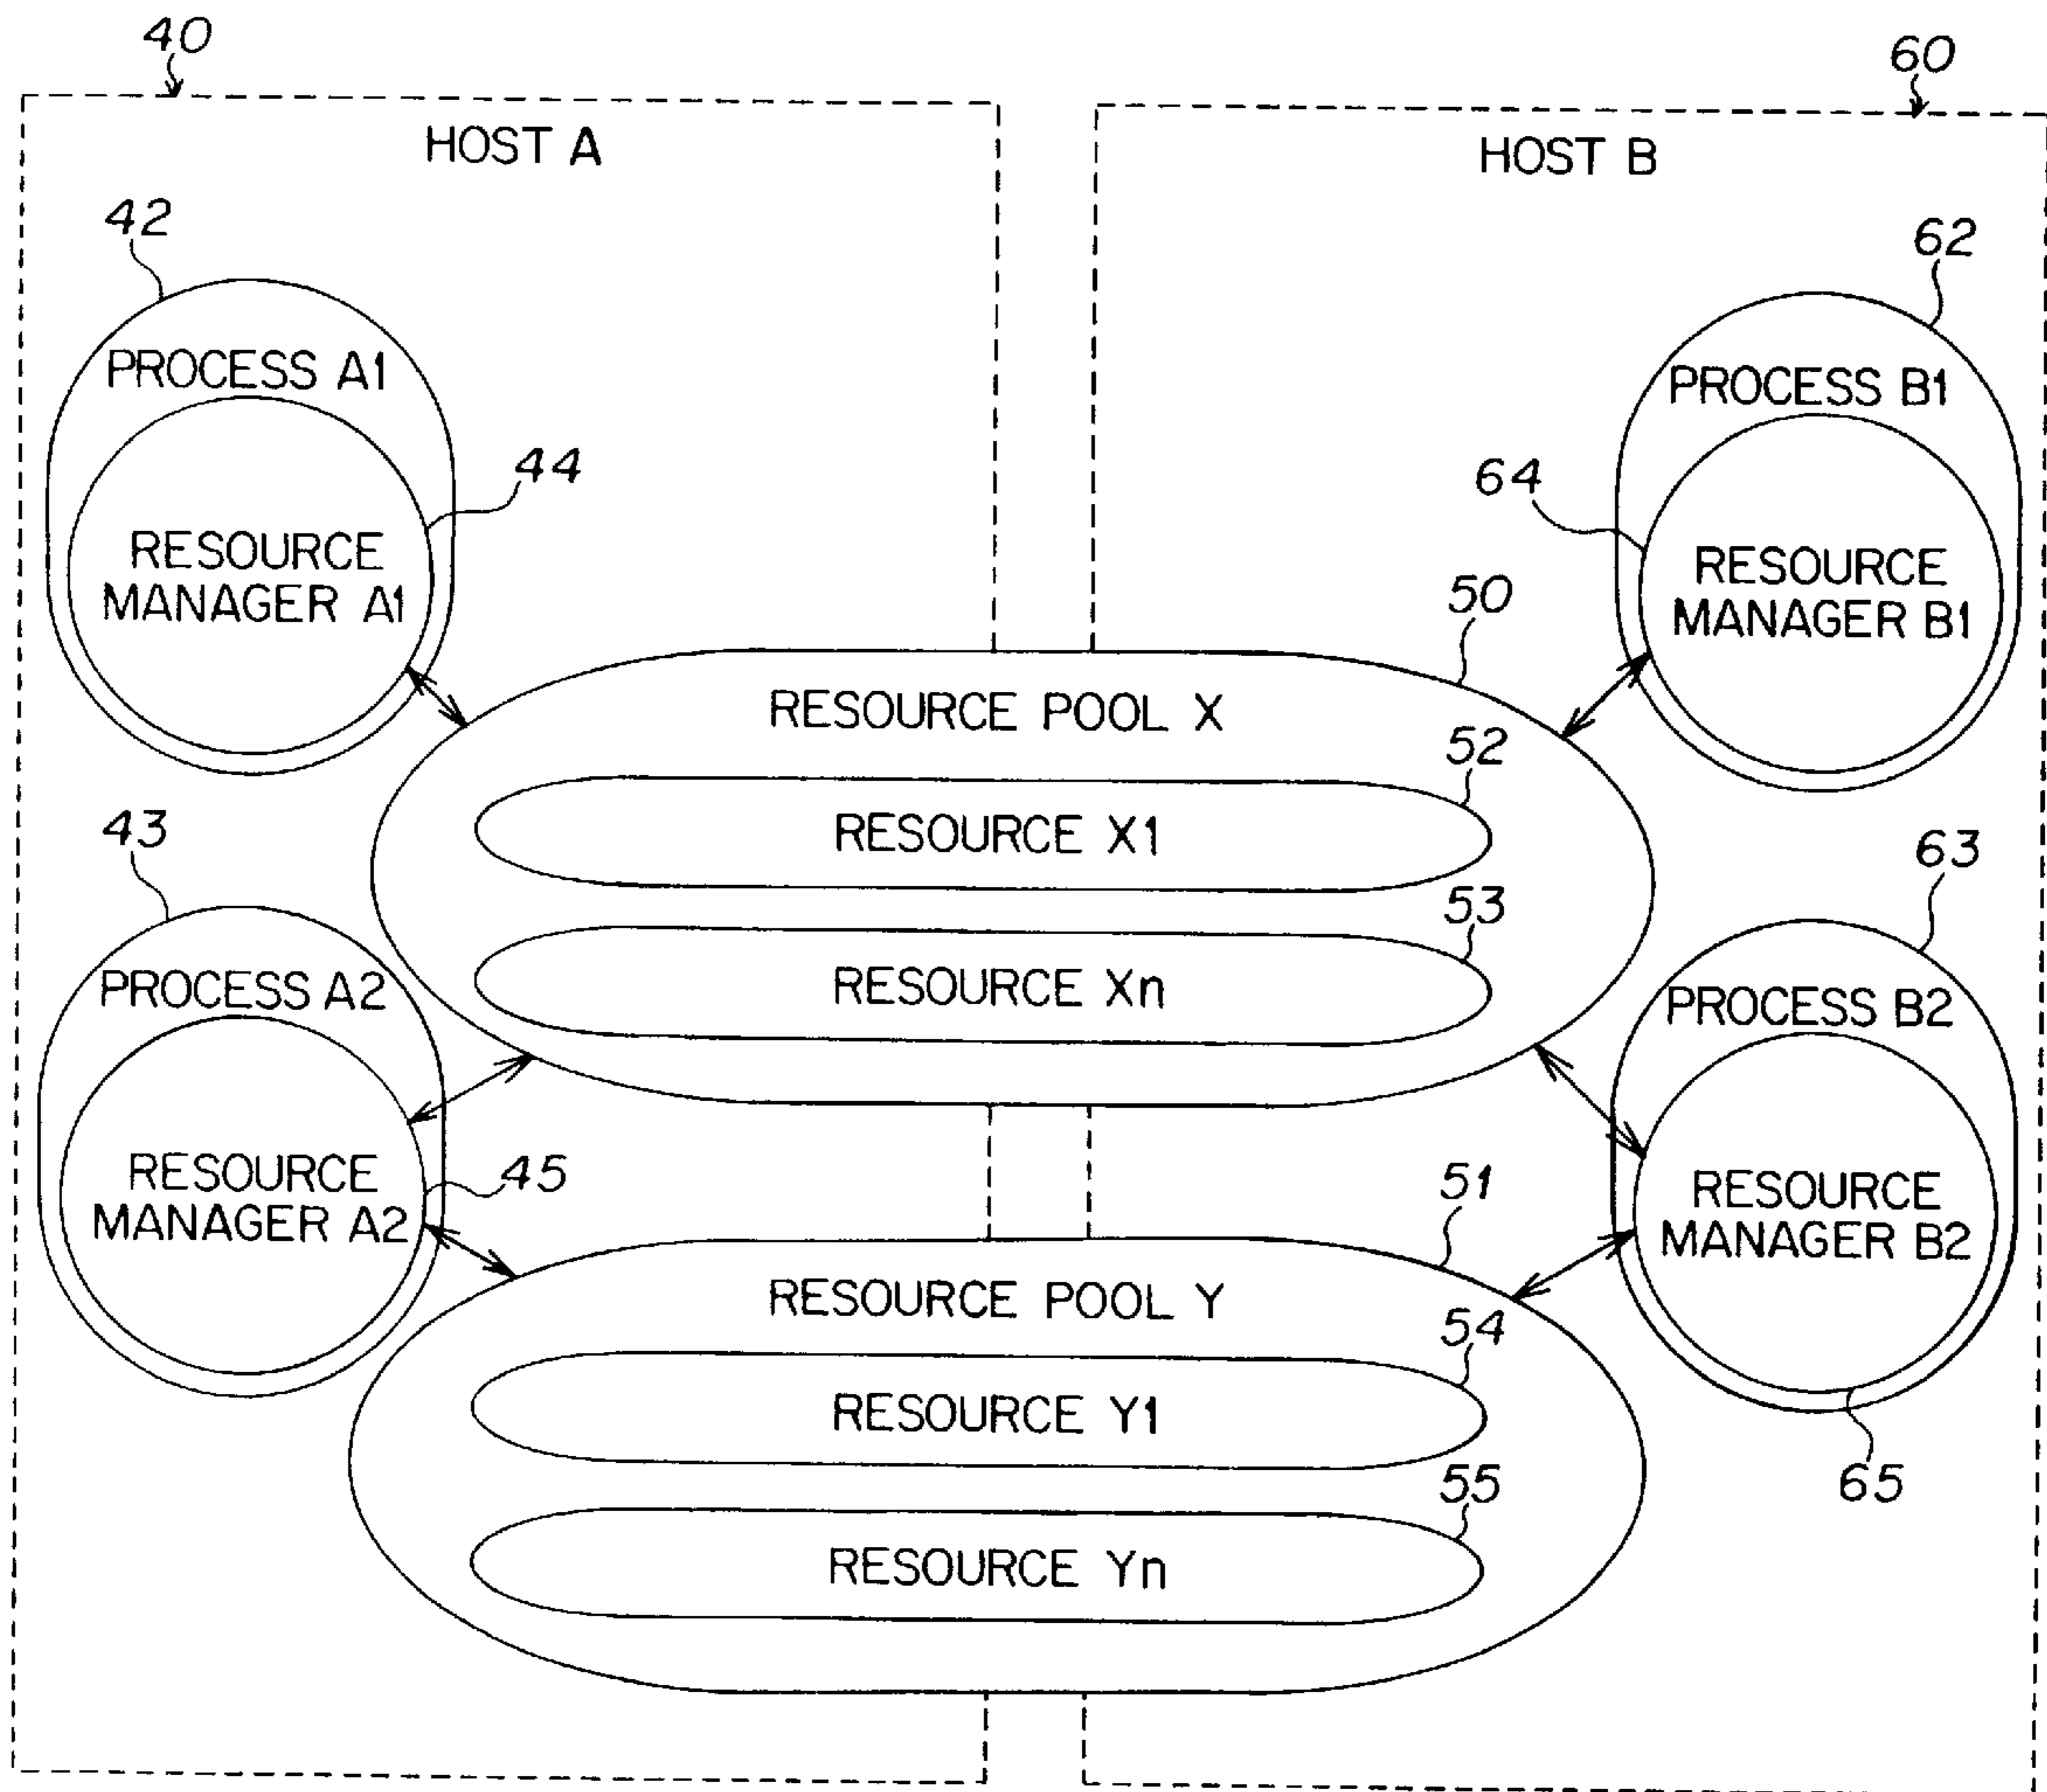 40
60
HOST A
HOST B
42
62
PROCESS A1
PROCESS B1
44
64
RESOURCE
MANAGER A1
RESOURCE
MANAGER B1
50
RESOURCE POOL X
52
RESOURCE X1
43
63
53
PROCESS A2
RESOURCE Xn
PROCESS B2
45
RESOURCE
MANAGER A2
51
RESOURCE
MANAGER B2
RESOURCE POOL Y
54
RESOURCE Y1
55
65
RESOURCE Yn